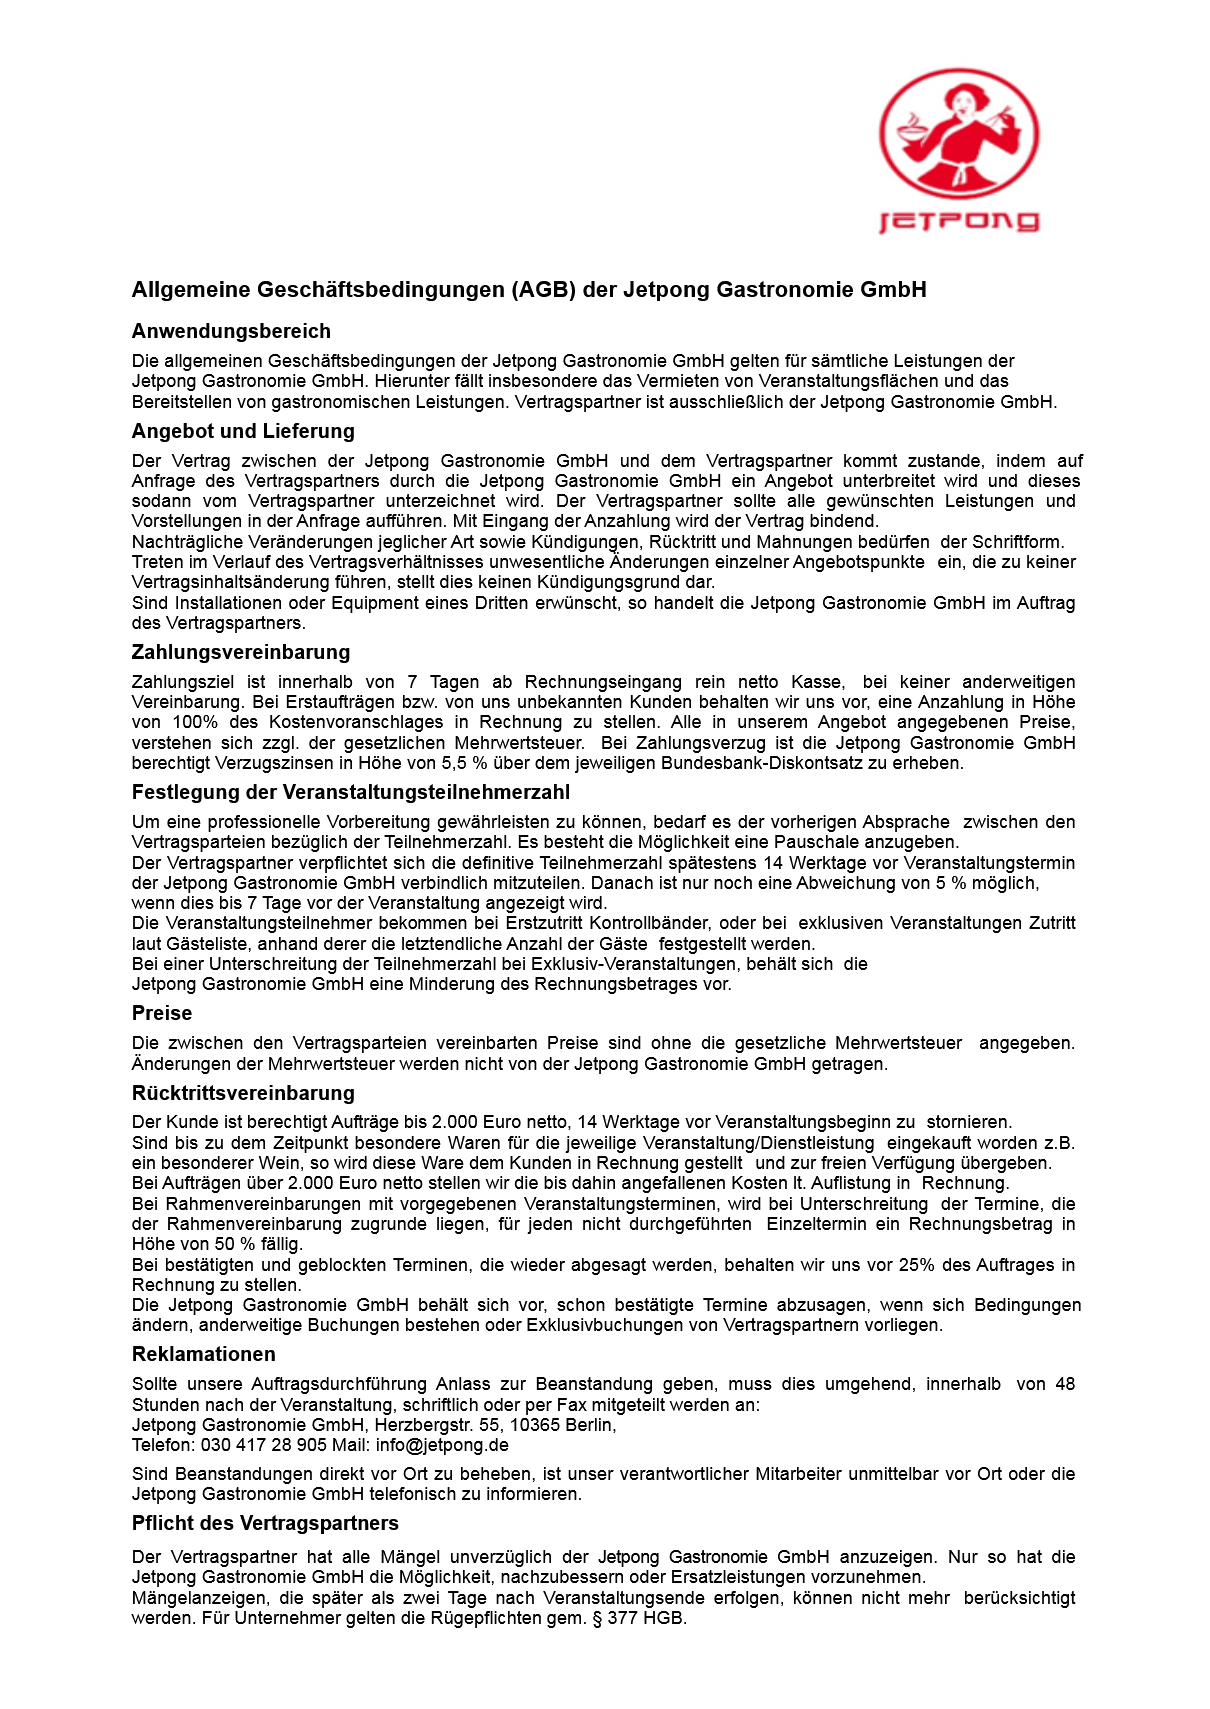 JETPONG
Allgemeine Geschäftsbedingungen (AGB) der Jetpong Gastronomie GmbH
Anwendungsbereich
Die allgemeinen Geschäftsbedingungen der Jetpong Gastronomie GmbH gelten für sämtliche Leistungen der
Jetpong Gastronomie GmbH. Hierunter fällt insbesondere das Vermieten von Veranstaltungsflächen und das
Bereitstellen von gastronomischen Leistungen. Vertragspartner ist ausschließlich der Jetpong Gastronomie GmbH.
Angebot und Lieferung
Der Vertrag zwischen der Jetpong Gastronomie GmbH und dem Vertragspartner kommt zustande, indem auf
Anfrage des Vertragspartners durch die Jetpong Gastronomie GmbH ein Angebot unterbreitet wird und dieses
sodann vom Vertragspartner unterzeichnet wird. Der Vertragspartner sollte alle gewünschten Leistungen und
Vorstellungen in der Anfrage aufführen. Mit Eingang der Anzahlung wird der Vertrag bindend.
Nachträgliche Veränderungen jeglicher Art sowie Kündigungen, Rücktritt und Mahnungen bedürfen der Schriftform.
Treten im Verlauf des Vertragsverhältnisses unwesentliche Änderungen einzelner Angebotspunkte ein, die zu keiner
Vertragsinhaltsänderung führen, stellt dies keinen Kündigungsgrund dar.
Sind Installationen oder Equipment eines Dritten erwünscht, so handelt die Jetpong Gastronomie GmbH im Auftrag
des Vertragspartners.
Zahlungsvereinbarung
Zahlungsziel ist innerhalb von 7 Tagen ab Rechnungseingang rein netto Kasse, bei keiner anderweitigen
Vereinbarung. Bei Erstaufträgen bzw. von uns unbekannten Kunden behalten wir uns vor, eine Anzahlung in Höhe
von 100% des Kostenvoranschlages in Rechnung zu stellen. Alle in unserem Angebot angegebenen Preise,
verstehen sich zzgl. der gesetzlichen Mehrwertsteuer. Bei Zahlungsverzug ist die Jetpong Gastronomie GmbH
berechtigt Verzugszinsen in Höhe von 5,5 % über dem jeweiligen Bundesbank-Diskontsatz zu erheben.
Festlegung der Veranstaltungsteilnehmerzahl
Um eine professionelle Vorbereitung gewährleisten zu können, bedarf es der vorherigen Absprache zwischen den
Vertragsparteien bezüglich der Teilnehmerzahl. Es besteht die Möglichkeit eine Pauschale anzugeben.
Der Vertragspartner verpflichtet sich die definitive Teilnehmerzahl spätestens 14 Werktage vor Veranstaltungstermin
der Jetpong Gastronomie GmbH verbindlich mitzuteilen. Danach ist nur noch eine Abweichung von 5 % möglich,
wenn dies bis 7 Tage vor der Veranstaltung angezeigt wird.
Die Veranstaltungsteilnehmer bekommen bei Erstzutritt Kontrollbänder, oder bei exklusiven Veranstaltungen Zutritt
laut Gästeliste, anhand derer die letztendliche Anzahl der Gäste festgestellt werden.
Bei einer Unterschreitung der Teilnehmerzahl bei Exklusiv-Veranstaltungen, behält sich die
Jetpong Gastronomie GmbH eine Minderung des Rechnungsbetrages vor.
Preise
Die zwischen den Vertragsparteien vereinbarten Preise sind ohne die gesetzliche Mehrwertsteuer angegeben.
Änderungen der Mehrwertsteuer werden nicht von der Jetpong Gastronomie GmbH getragen.
Rücktrittsvereinbarung
Der Kunde ist berechtigt Aufträge bis 2.000 Euro netto, 14 Werktage vor Veranstaltungsbeginn zu stornieren.
Sind bis zu dem Zeitpunkt besondere Waren für die jeweilige Veranstaltung/Dienstleistung eingekauft worden z.B.
ein besonderer Wein, so wird diese Ware dem Kunden in Rechnung gestellt und zur freien Verfügung übergeben.
Bei Aufträgen über 2.000 Euro netto stellen wir die bis dahin angefallenen Kosten lt. Auflistung in Rechnung.
Bei Rahmenvereinbarungen mit vorgegebenen Veranstaltungsterminen, wird bei Unterschreitung der Termine, die
der Rahmenvereinbarung zugrunde liegen, für jeden nicht durchgeführten Einzeltermin ein Rechnungsbetrag in
Höhe von 50 % fällig.
Bei bestätigten und geblockten Terminen, die wieder abgesagt werden, behalten wir uns vor 25% des Auftrages in
Rechnung zu stellen.
Die Jetpong Gastronomie GmbH behält sich vor, schon bestätigte Termine abzusagen, wenn sich Bedingungen
ändern, anderweitige Buchungen bestehen oder Exklusivbuchungen von Vertragspartnern vorliegen.
Reklamationen
Sollte unsere Auftragsdurchführung Anlass zur Beanstandung geben, muss dies umgehend, innerhalb von 48
Stunden nach der Veranstaltung, schriftlich oder per Fax mitgeteilt werden an:
Jetpong Gastronomie GmbH, Herzbergstr. 55, 10365 Berlin,
Telefon: 030 417 28 905 Mail: info@jetpong.de
Sind Beanstandungen direkt vor Ort zu beheben, ist unser verantwortlicher Mitarbeiter unmittelbar vor Ort oder die
Jetpong Gastronomie GmbH telefonisch zu informieren.
Pflicht des Vertragspartners
Der Vertragspartner hat alle Mängel unverzüglich der Jetpong Gastronomie GmbH anzuzeigen. Nur so hat die
Jetpong Gastronomie GmbH die Möglichkeit, nachzubessern oder Ersatzleistungen vorzunehmen.
Mängelanzeigen, die später als zwei Tage nach Veranstaltungsende erfolgen, können nicht mehr berücksichtigt
werden. Für Unternehmer gelten die Rügepflichten gem. § 377 HGB.